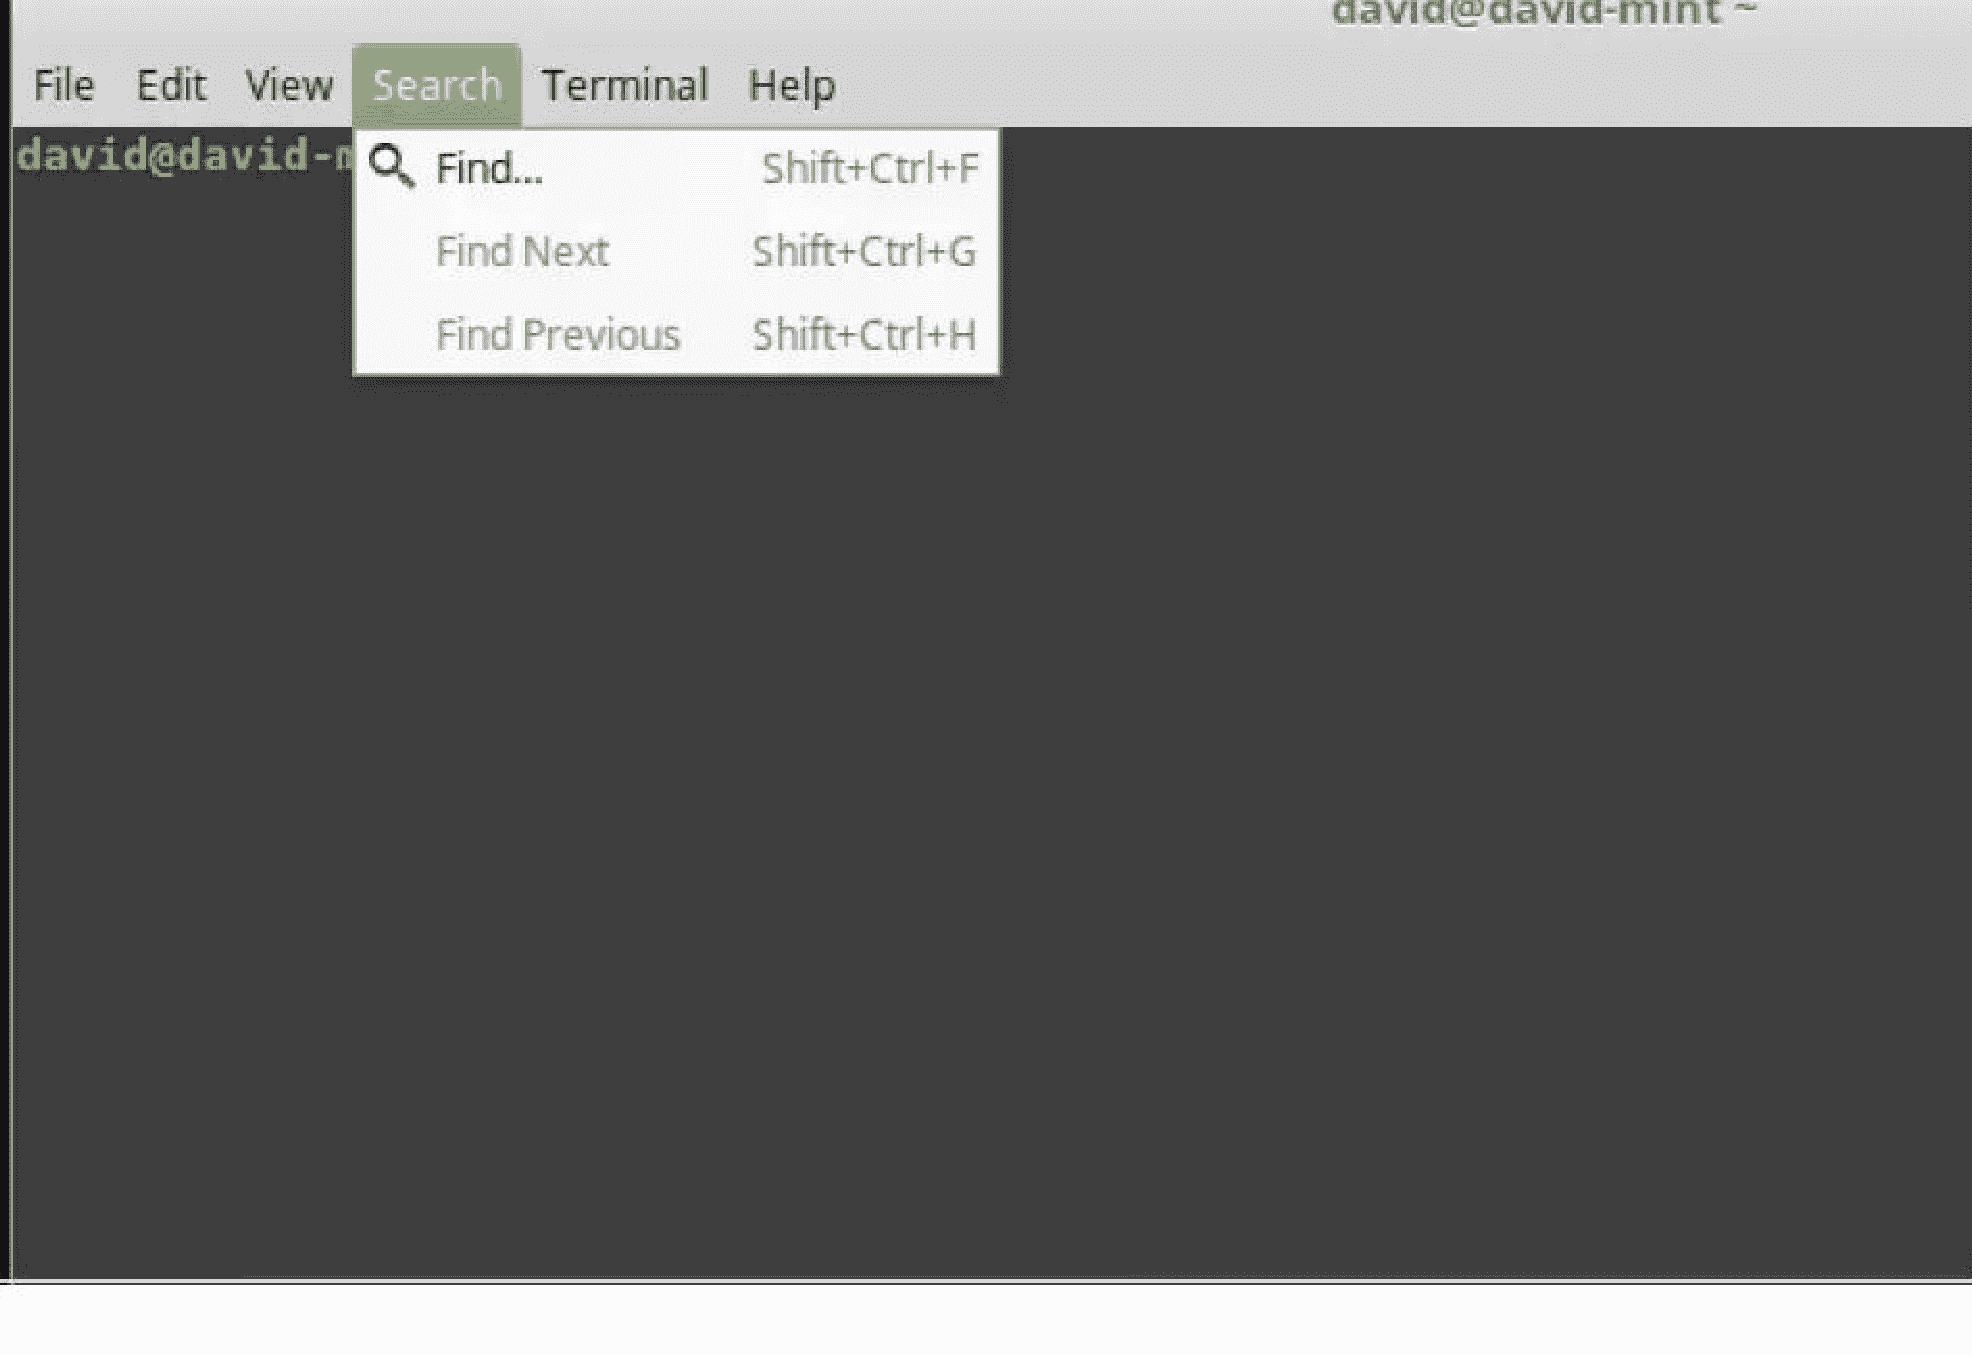 david@david-mint ~
File Edit View Search Terminal Help
david@david-m
Find... Shift+Ctrl+F
Find Next Shift+Ctrl+G
Find Previous Shift+Ctrl+H